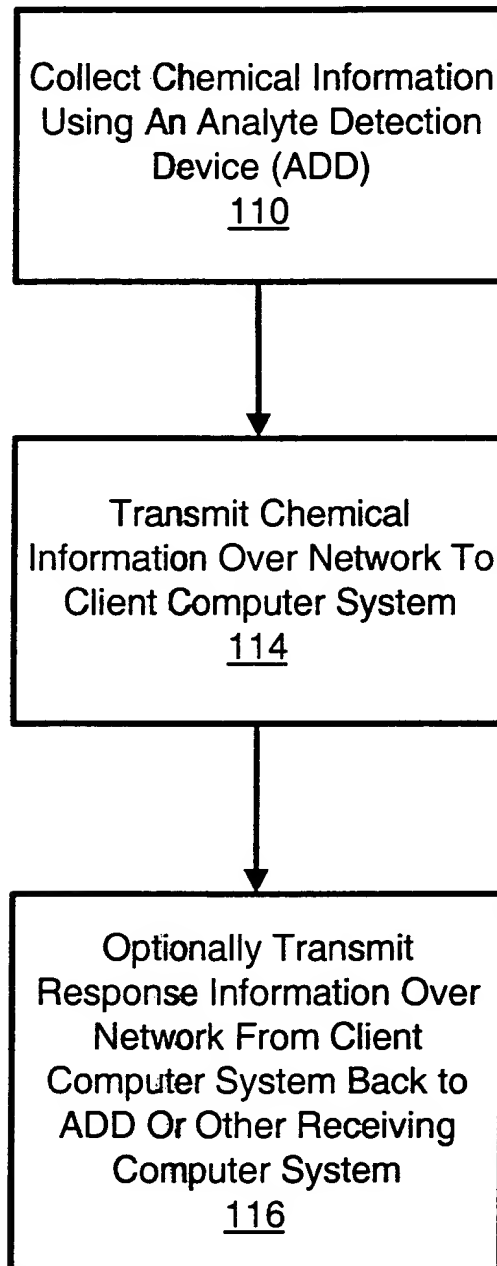 Collect Chemical Information
Using An Analyte Detection
Device (ADD)
110
Transmit Chemical
Information Over Network To
Client Computer System
114
Optionally Transmit
Response Information Over
Network From Client
Computer System Back to
ADD Or Other Receiving
Computer System
116